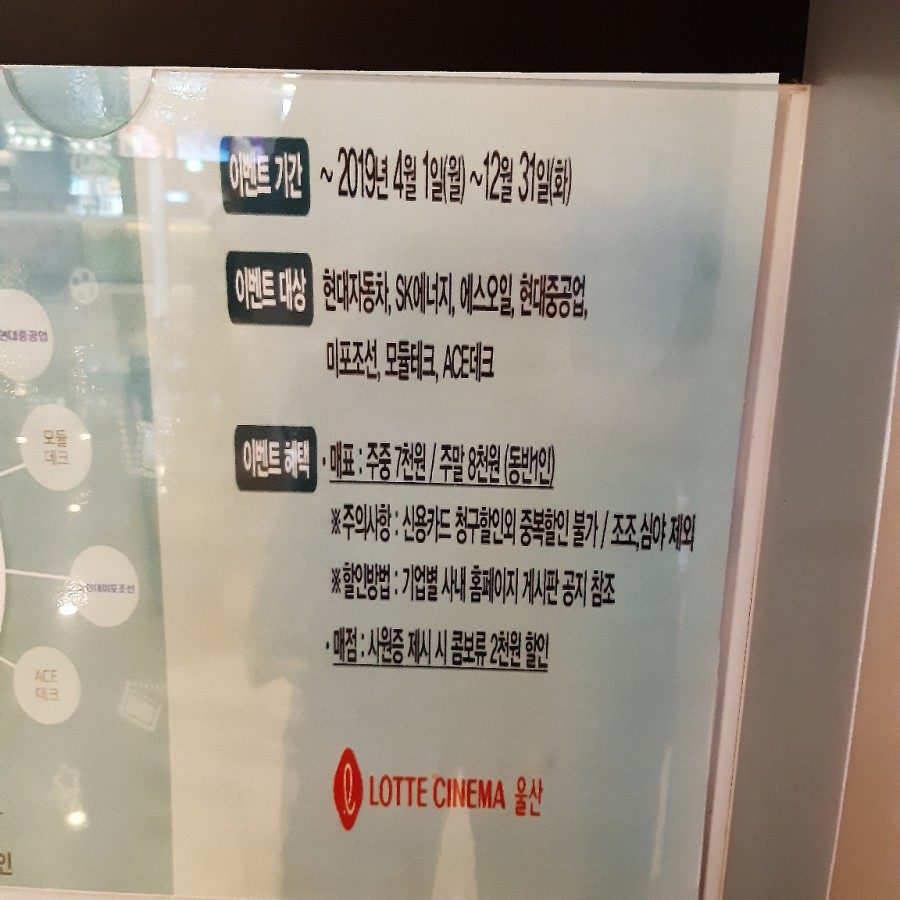 이벤트 기간 ~ 2019년 4월 1일(월) ~12월 31일(화)
이벤트 대상 현대자동차, SK에너지, 에스오일, 현대중공업,
미포조선, 모듈테크, ACE데크
이벤트 혜택 · 매표 : 주중 7천원 / 주말 8천원 (동반1인)
※주의사항 : 신용카드 청구할인외 중복할인 불가 / 조조,심야 제외
※할인방법 : 기업별 사내 홈페이지 게시판 공지 참조
· 매점 : 사원증 제시 시 콤보류 2천원 할인
LOTTE CINEMA 울산
현대중공업
모듈
데크
현대미포조선
ACE
데크
인